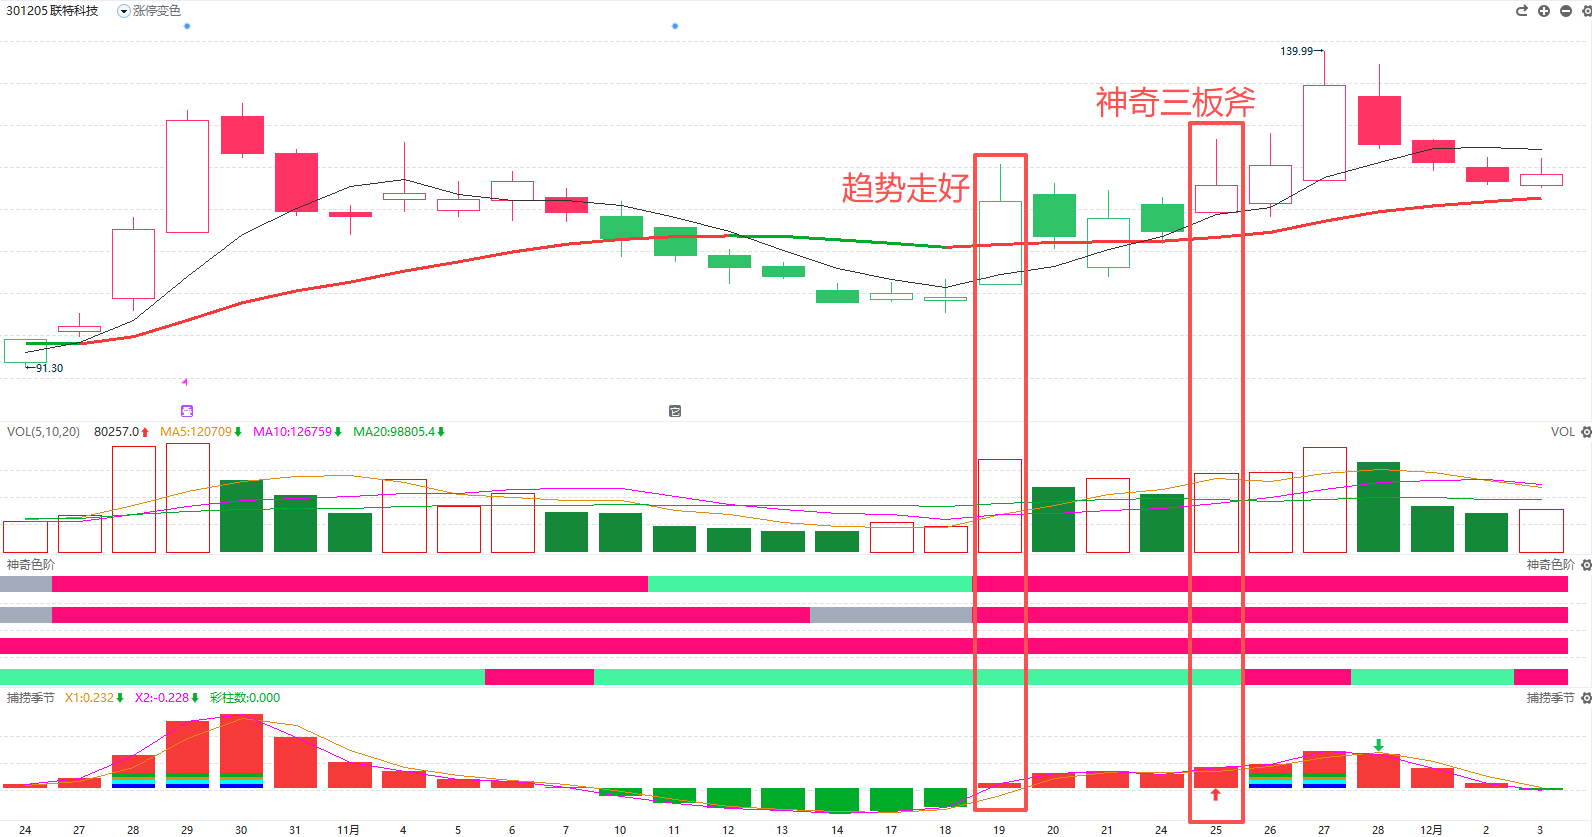 301205 联特科技 涨停变色
139.99
神奇三板斧
趋势走好
91.30
VOL(5,10,20) 80257.0 MA5:120709 MA10:126759 MA20:98805.4 VOL
神奇色阶 神奇色阶
捕捞季节 X1:0.232 X2:-0.228 彩柱数:0.000 捕捞季节
24 27 28 29 30 31 11月 4 5 6 7 10 11 12 13 14 17 18 19 20 21 24 25 26 27 28 12月 2 3